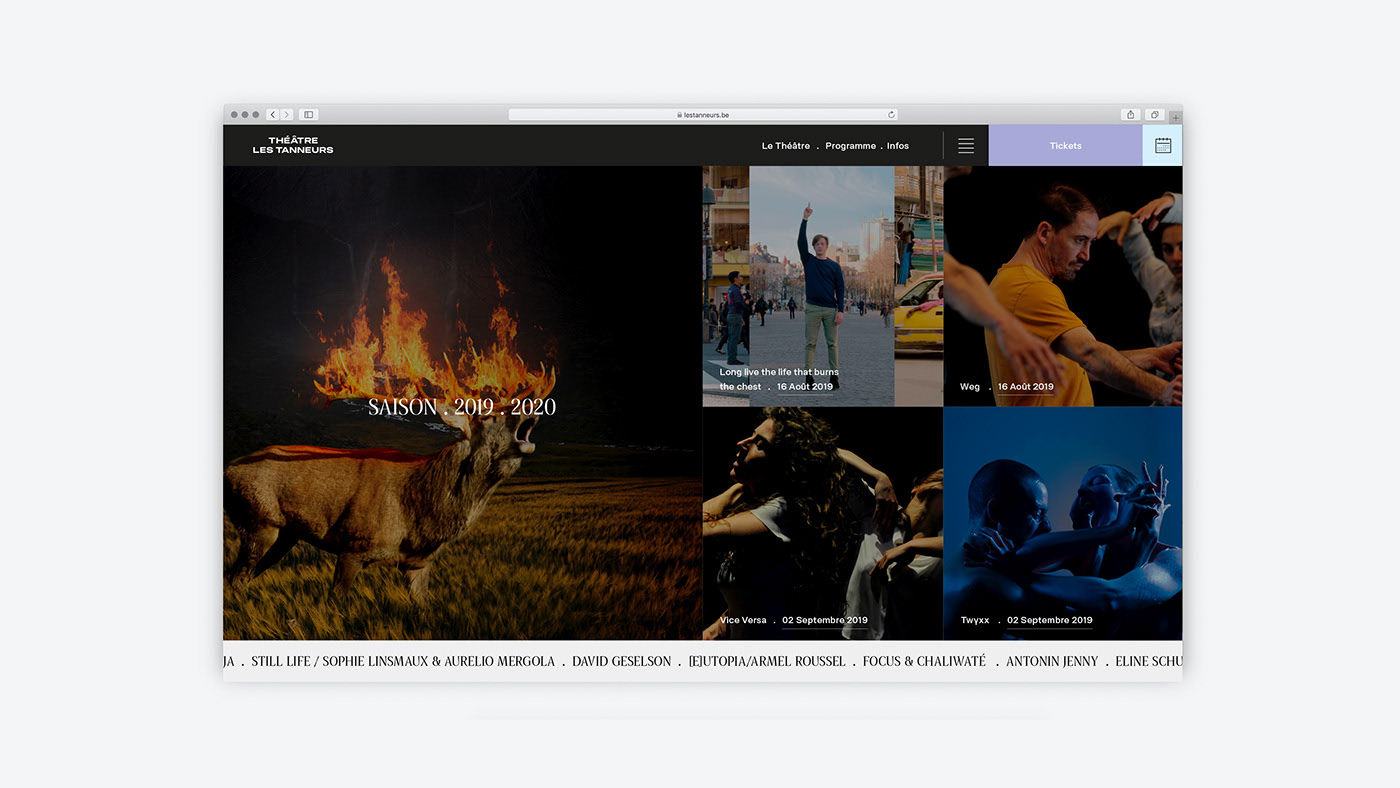 lestanneurs.be
THÉÂTRE
LES TANNEURS
Le Théâtre . Programme . Infos
Tickets
SAISON . 2019 . 2020
Long live the life that burns
the chest . 16 Août 2019
Weg . 16 Août 2019
Vice Versa . 02 Septembre 2019
Twyxx . 02 Septembre 2019
JA . STILL LIFE / SOPHIE LINSMAUX & AURELIO MERGOLA . DAVID GESELSON . [E]UTOPIA/ARMEL ROUSSEL . FOCUS & CHALIWATÉ . ANTONIN JENNY . ELINE SCHU